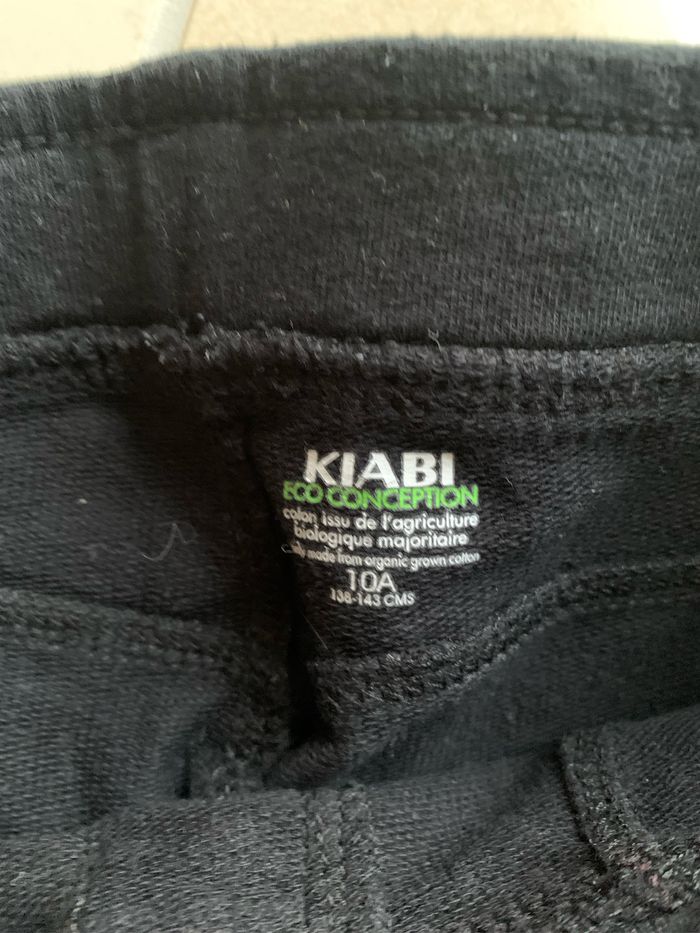 KIABI
ECO CONCEPTION
coton issu de l'agriculture
biologique majoritaire
made from organic grown cotton
10A
138-143 CMS